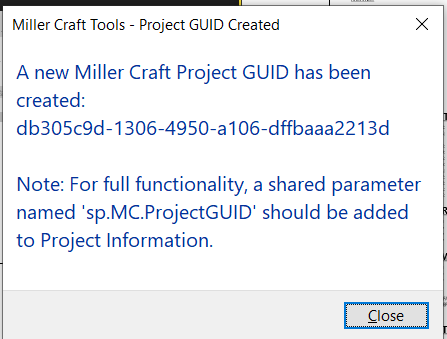 Miller Craft Tools - Project GUID Created
A new Miller Craft Project GUID has been
created:
db305c9d-1306-4950-a106-dffbaaa2213d
Note: For full functionality, a shared parameter
named 'sp.MC.ProjectGUID' should be added
to Project Information.
Close